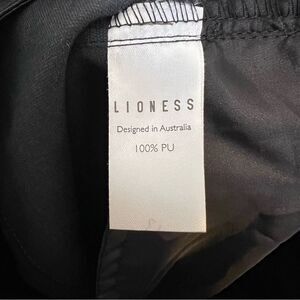 LIONESS
Designed in Australia
100% PU